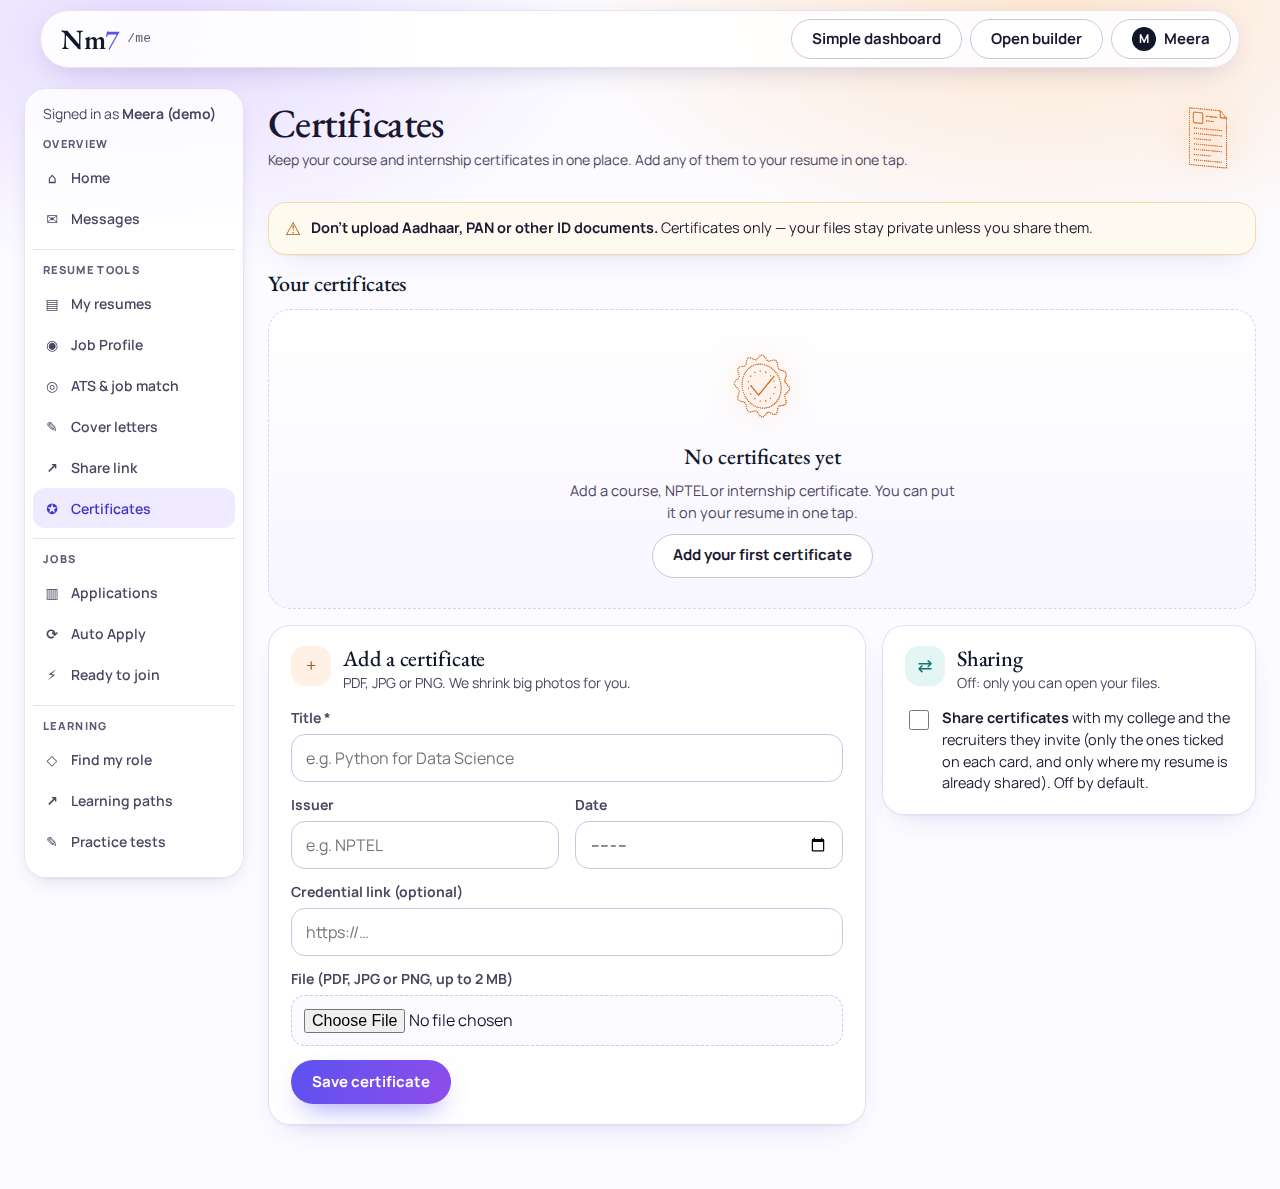 Nm7 /me
Simple dashboard
Open builder
M Meera
Signed in as Meera (demo)
OVERVIEW
Home
Messages
RESUME TOOLS
My resumes
Job Profile
ATS & job match
Cover letters
Share link
Certificates
JOBS
Applications
Auto Apply
Ready to join
LEARNING
Find my role
Learning paths
Practice tests
Certificates
Keep your course and internship certificates in one place. Add any of them to your resume in one tap.
⚠ Don't upload Aadhaar, PAN or other ID documents. Certificates only — your files stay private unless you share them.
Your certificates
No certificates yet
Add a course, NPTEL or internship certificate. You can put
it on your resume in one tap.
Add your first certificate
+ Add a certificate
PDF, JPG or PNG. We shrink big photos for you.
Title *
e.g. Python for Data Science
Issuer
Date
e.g. NPTEL
----
Credential link (optional)
https://...
File (PDF, JPG or PNG, up to 2 MB)
Choose File No file chosen
Save certificate
Sharing
Off: only you can open your files.
Share certificates with my college and the
recruiters they invite (only the ones ticked
on each card, and only where my resume is
already shared). Off by default.